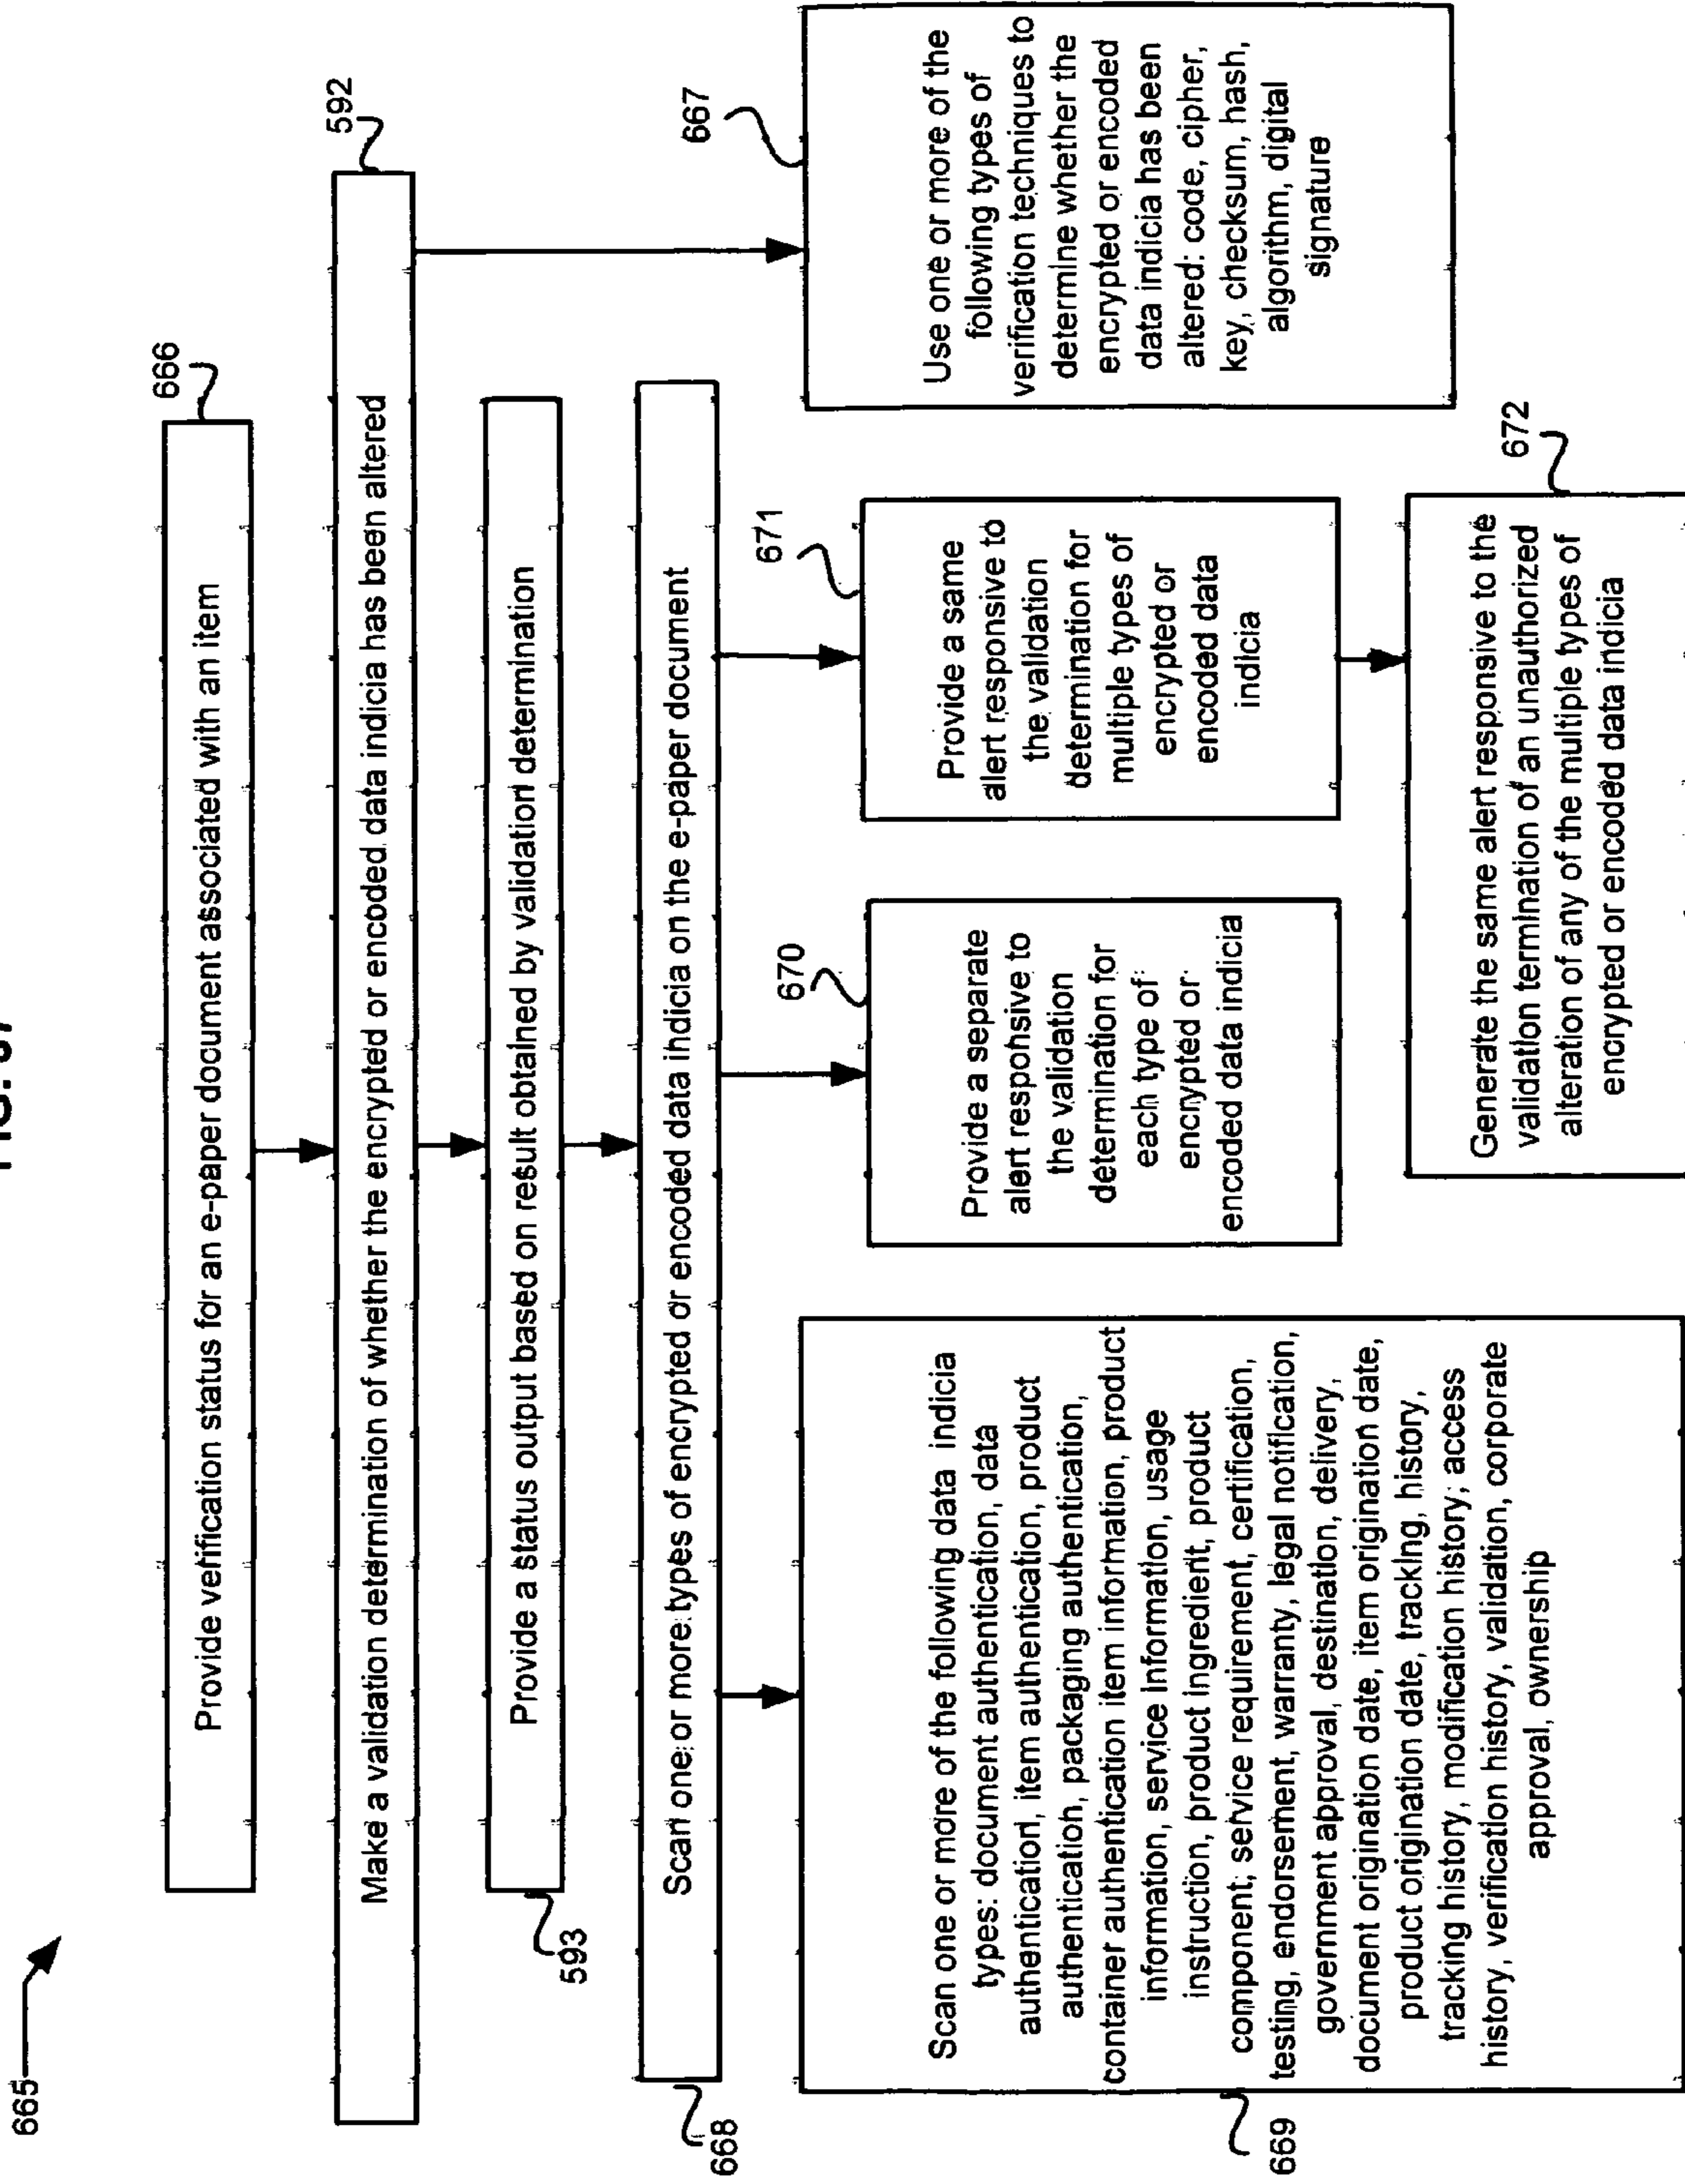 665
666
Provide verification status for an e-paper document associated with an item
592
Make a validation determination of whether the encrypted or encoded data indicia has been altered
Provide a status output based on result obtained by validation determination
593
Scan one or more types of encrypted or encoded data indicia on the e-paper document
668
Scan one or more of the following data indicia
types: document authentication, data
authentication, item authentication, product
authentication, packaging authentication,
container authentication item information, product
information, service information, usage
instruction, product ingredient, product
component, service requirement, certification,
testing, endorsement, warranty, legal notification,
government approval, destination, delivery,
document origination date, item origination date,
product origination date, tracking, history,
tracking history, modification history, access
history, verification history, validation, corporate
approval, ownership
669
670
Provide a separate
alert responsive to
the validation
determination for
each type of
encrypted or
encoded data indicia
671
Provide a same
alert responsive to
the validation
determination for
multiple types of
encrypted or
encoded data
indicia
672
Generate the same alert responsive to the
validation termination of an unauthorized
alteration of any of the multiple types of
encrypted or encoded data indicia
667
Use one or more of the
following types of
verification techniques to
determine whether the
encrypted or encoded
data indicia has been
altered: code, cipher,
key, checksum, hash,
algorithm, digital
signature